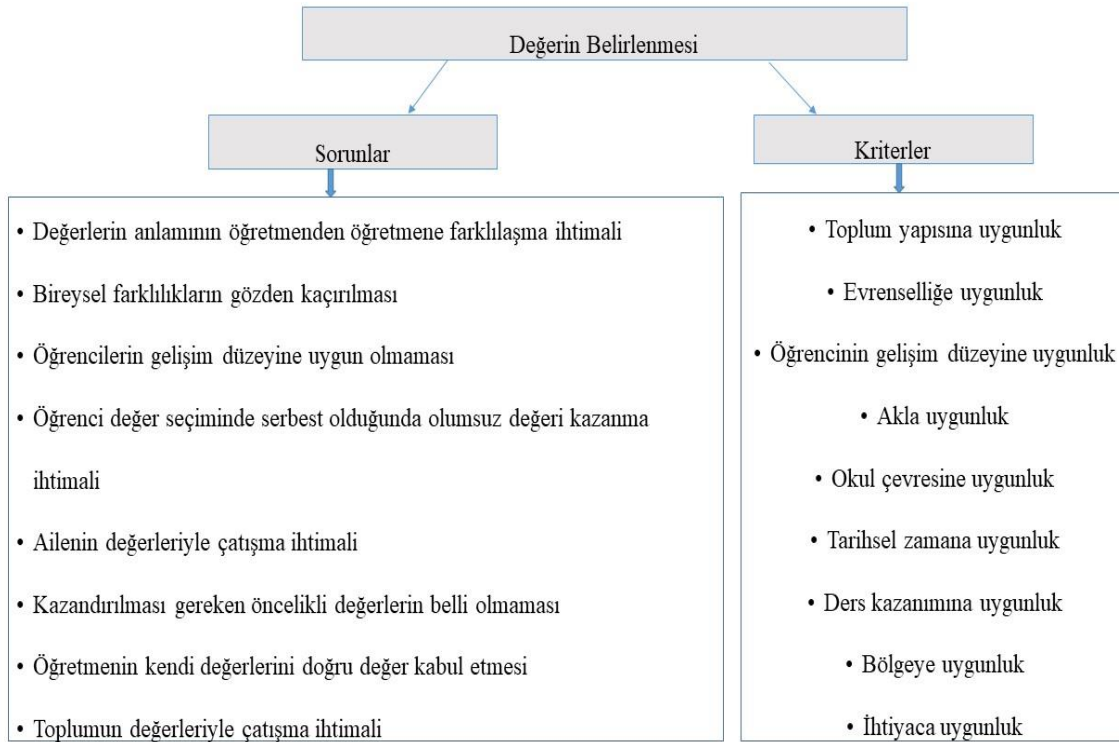 Değerin Belirlenmesi
Sorunlar
• Değerlerin anlamının öğretmenden öğretmene farklılaşma ihtimali
• Bireysel farklılıkların gözden kaçırılması
• Öğrencilerin gelişim düzeyine uygun olmaması
• Öğrenci değer seçiminde serbest olduğunda olumsuz değeri kazanma
ihtimali
• Ailenin değerleriyle çatışma ihtimali
• Kazandırılması gereken öncelikli değerlerin belli olmaması
• Öğretmenin kendi değerlerini doğru değer kabul etmesi
• Toplumun değerleriyle çatışma ihtimali
Kriterler
• Toplum yapısına uygunluk
• Evrenselliğe uygunluk
• Öğrencinin gelişim düzeyine uygunluk
• Akla uygunluk
• Okul çevresine uygunluk
• Tarihsel zamana uygunluk
• Ders kazanımına uygunluk
• Bölgeye uygunluk
• İhtiyaca uygunluk